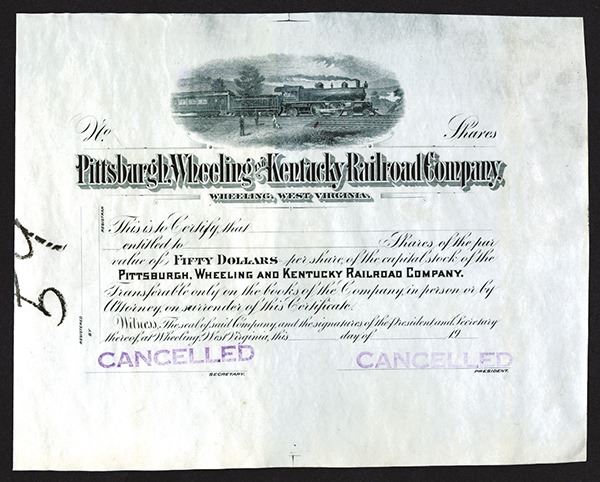 No. Shares
Pittsburgh, Wheeling and Kentucky Railroad Company.
WHEELING, WEST VIRGINIA.
This is to Certify, that
entitled to Shares of the par
value of FIFTY DOLLARS per share, of the capital stock of the
PITTSBURGH, WHEELING AND KENTUCKY RAILROAD COMPANY.
Transferable only on the books of the Company, in person or by
Attorney, on surrender of this Certificate.
Witness, The seal of said Company, and the signatures of the President and Secretary
thereof, at Wheeling, West Virginia, this day of 19
CANCELLED CANCELLED
SECRETARY. PRESIDENT.
REGISTRAR
REGISTERED BY